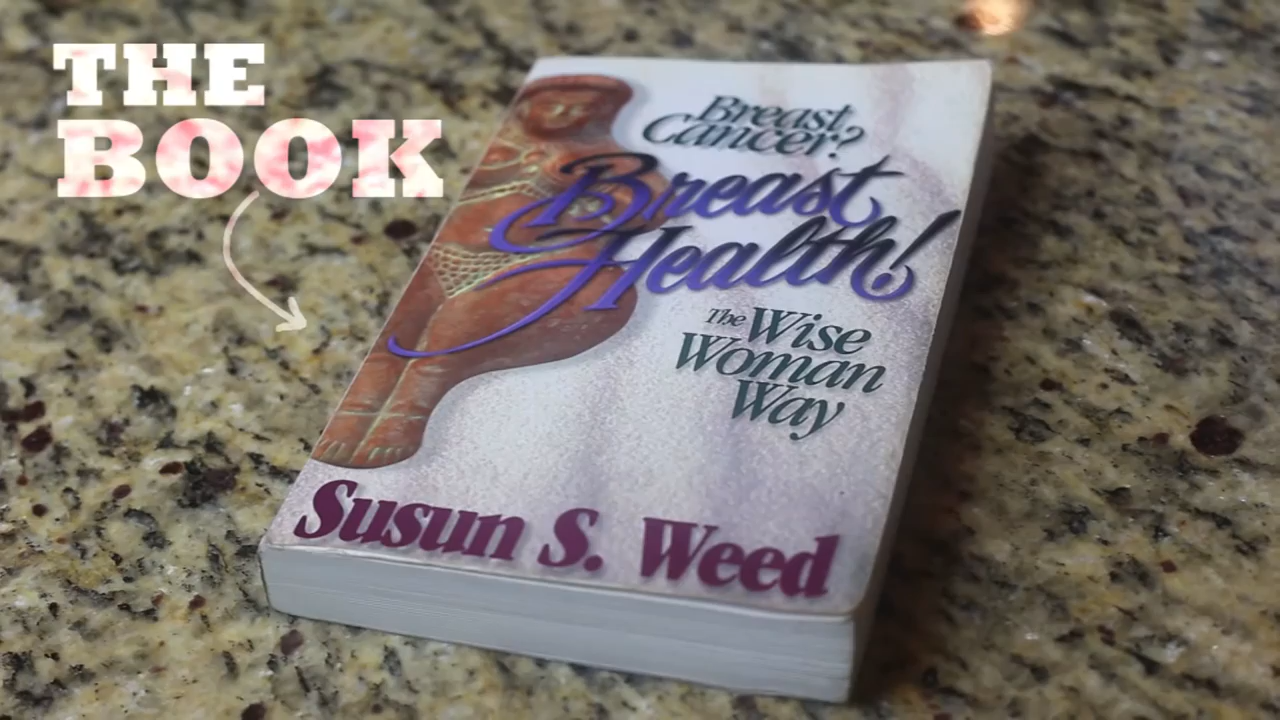 THE
BOOK
Breast
Cancer?
Breast
Health!
The Wise
Woman
Way
Susun S. Weed